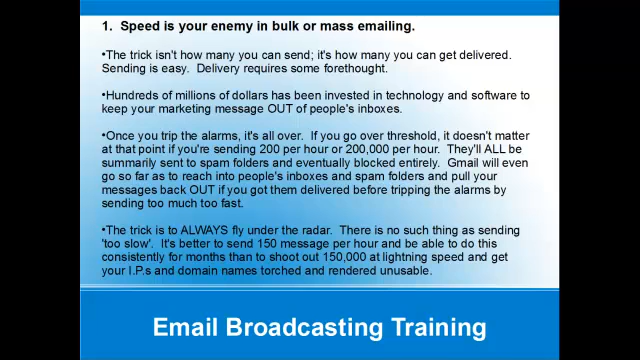 1. Speed is your enemy in bulk or mass emailing.
•The trick isn't how many you can send; it's how many you can get delivered.
Sending is easy. Delivery requires some forethought.
•Hundreds of millions of dollars has been invested in technology and software to
keep your marketing message OUT of people's inboxes.
•Once you trip the alarms, it's all over. If you go over threshold, it doesn't matter
at that point if you're sending 200 per hour or 200,000 per hour. They'll ALL be
summarily sent to spam folders and eventually blocked entirely. Gmail will even
go so far as to reach into people's inboxes and spam folders and pull your
messages back OUT if you got them delivered before tripping the alarms by
sending too much too fast.
•The trick is to ALWAYS fly under the radar. There is no such thing as sending
'too slow'. It's better to send 150 message per hour and be able to do this
consistently for months than to shoot out 150,000 at lightning speed and get
your I.P.s and domain names torched and rendered unusable.
Email Broadcasting Training